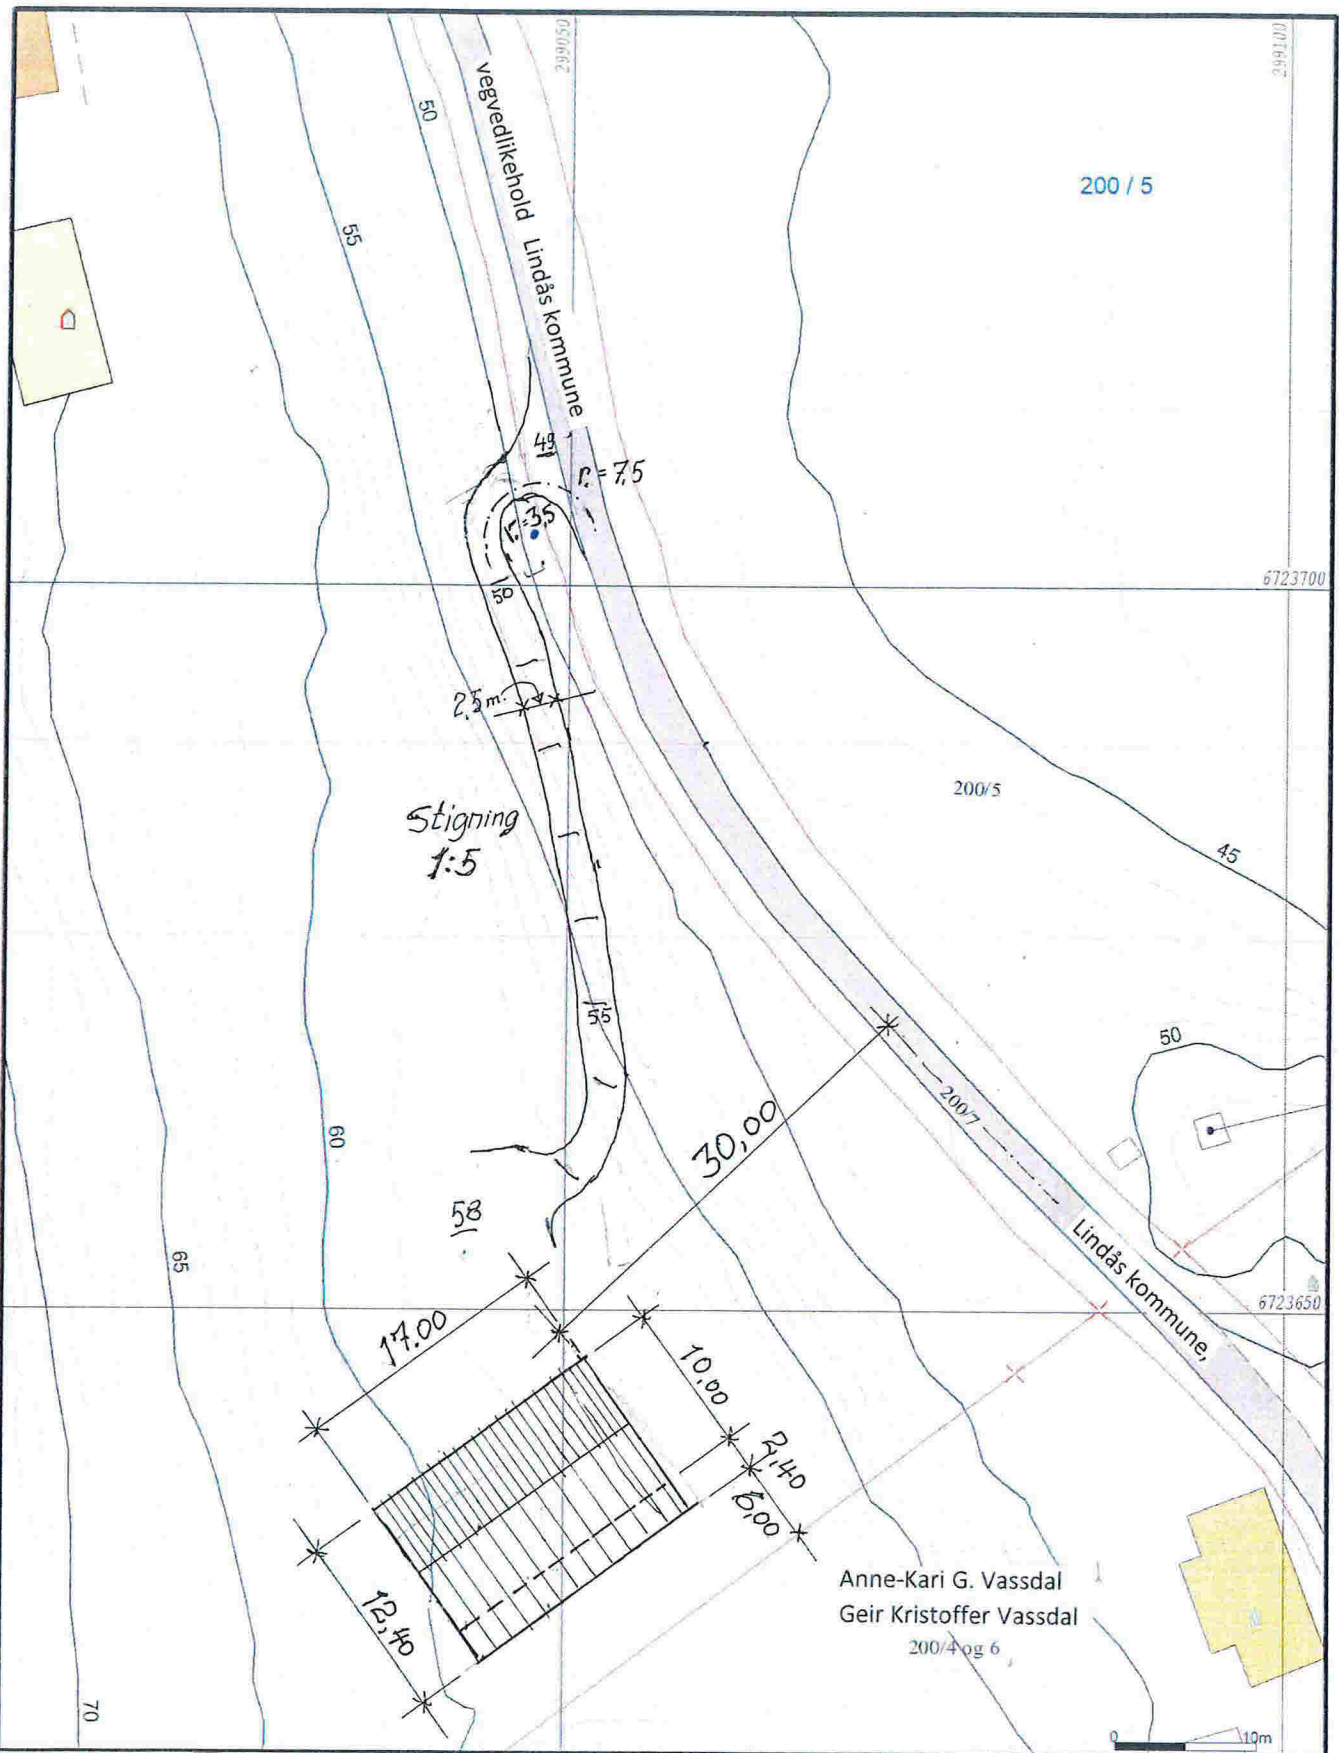 299050
299100
50
vegvedlikehold Lindås kommune
200 / 5
55
49
r. = 7,5
r. = 3,5
6723700
50
2,5 m.
200/5
Stigning
1:5
45
55
50
200/7
30,00
60
58
65
Lindås kommune,
6723650
17.00
10,00
2,40
6,00
12,40
Anne-Kari G. Vassdal
Geir Kristoffer Vassdal
200/4 og 6
70
0 10m